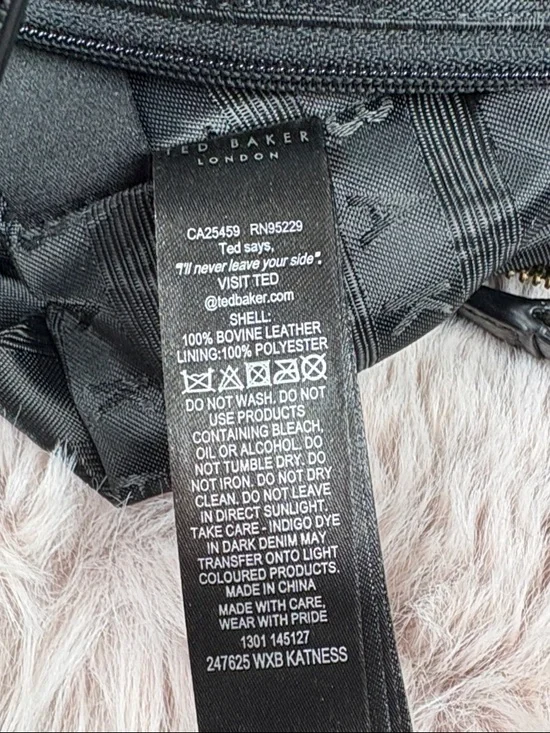 TED BAKER
LONDON
CA25459 RN95229
Ted says,
"I'll never leave your side".
VISIT TED
@tedbaker.com
SHELL:
100% BOVINE LEATHER
LINING:100% POLYESTER
DO NOT WASH. DO NOT
USE PRODUCTS
CONTAINING BLEACH,
OIL OR ALCOHOL. DO
NOT TUMBLE DRY. DO
NOT IRON. DO NOT DRY
CLEAN. DO NOT LEAVE
IN DIRECT SUNLIGHT.
TAKE CARE - INDIGO DYE
IN DARK DENIM MAY
TRANSFER ONTO LIGHT
COLOURED PRODUCTS.
MADE IN CHINA
MADE WITH CARE,
WEAR WITH PRIDE
1301 145127
247625 WXB KATNESS